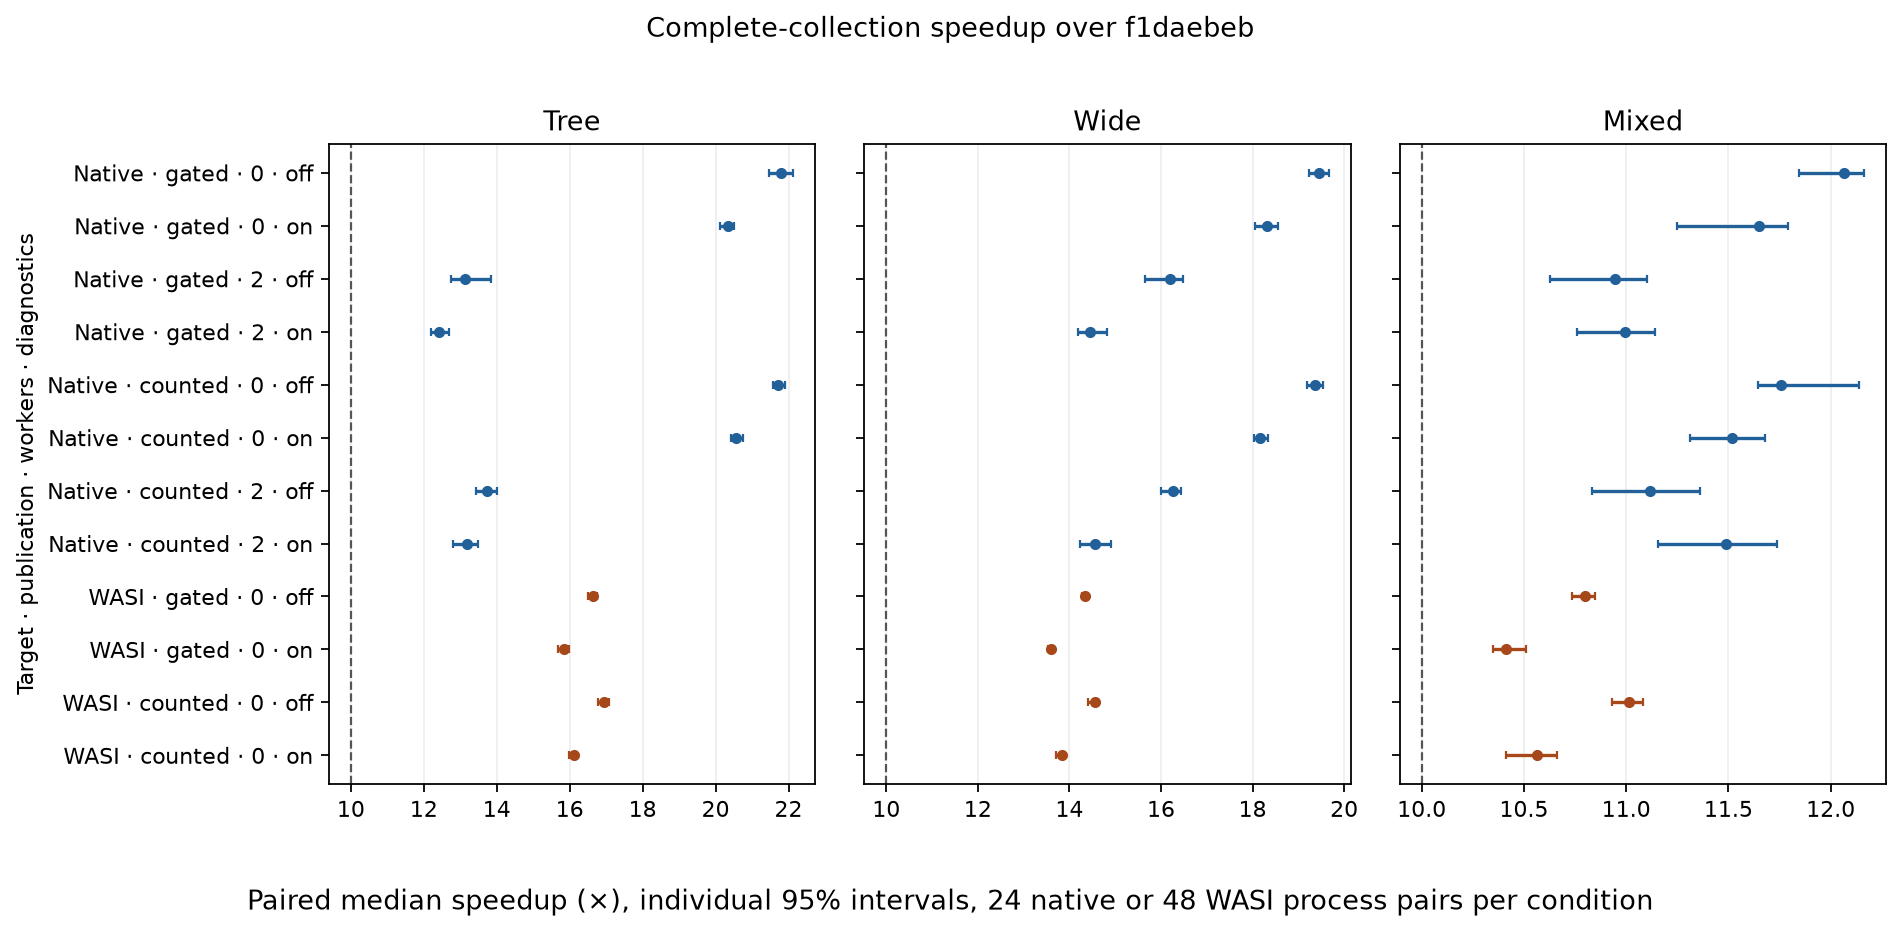 Complete-collection speedup over f1daebeb
Tree
Wide
Mixed
Target · publication · workers · diagnostics
Native · gated · 0 · off
Native · gated · 0 · on
Native · gated · 2 · off
Native · gated · 2 · on
Native · counted · 0 · off
Native · counted · 0 · on
Native · counted · 2 · off
Native · counted · 2 · on
WASI · gated · 0 · off
WASI · gated · 0 · on
WASI · counted · 0 · off
WASI · counted · 0 · on
10 12 14 16 18 20 22
10 12 14 16 18 20
10.0 10.5 11.0 11.5 12.0
Paired median speedup (×), individual 95% intervals, 24 native or 48 WASI process pairs per condition